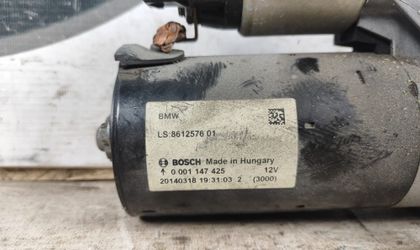 BMW
LS:8612576 01
BOSCH Made in Hungary
↑ 0 001 147 425 12V
20140318 19:31:03 2 (3000)